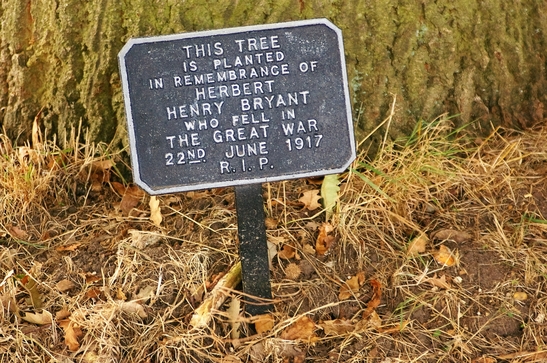 THIS TREE
IS PLANTED
IN REMEMBRANCE OF
HERBERT
HENRY BRYANT
WHO FELL IN
THE GREAT WAR
22ND. JUNE 1917
R.I.P.